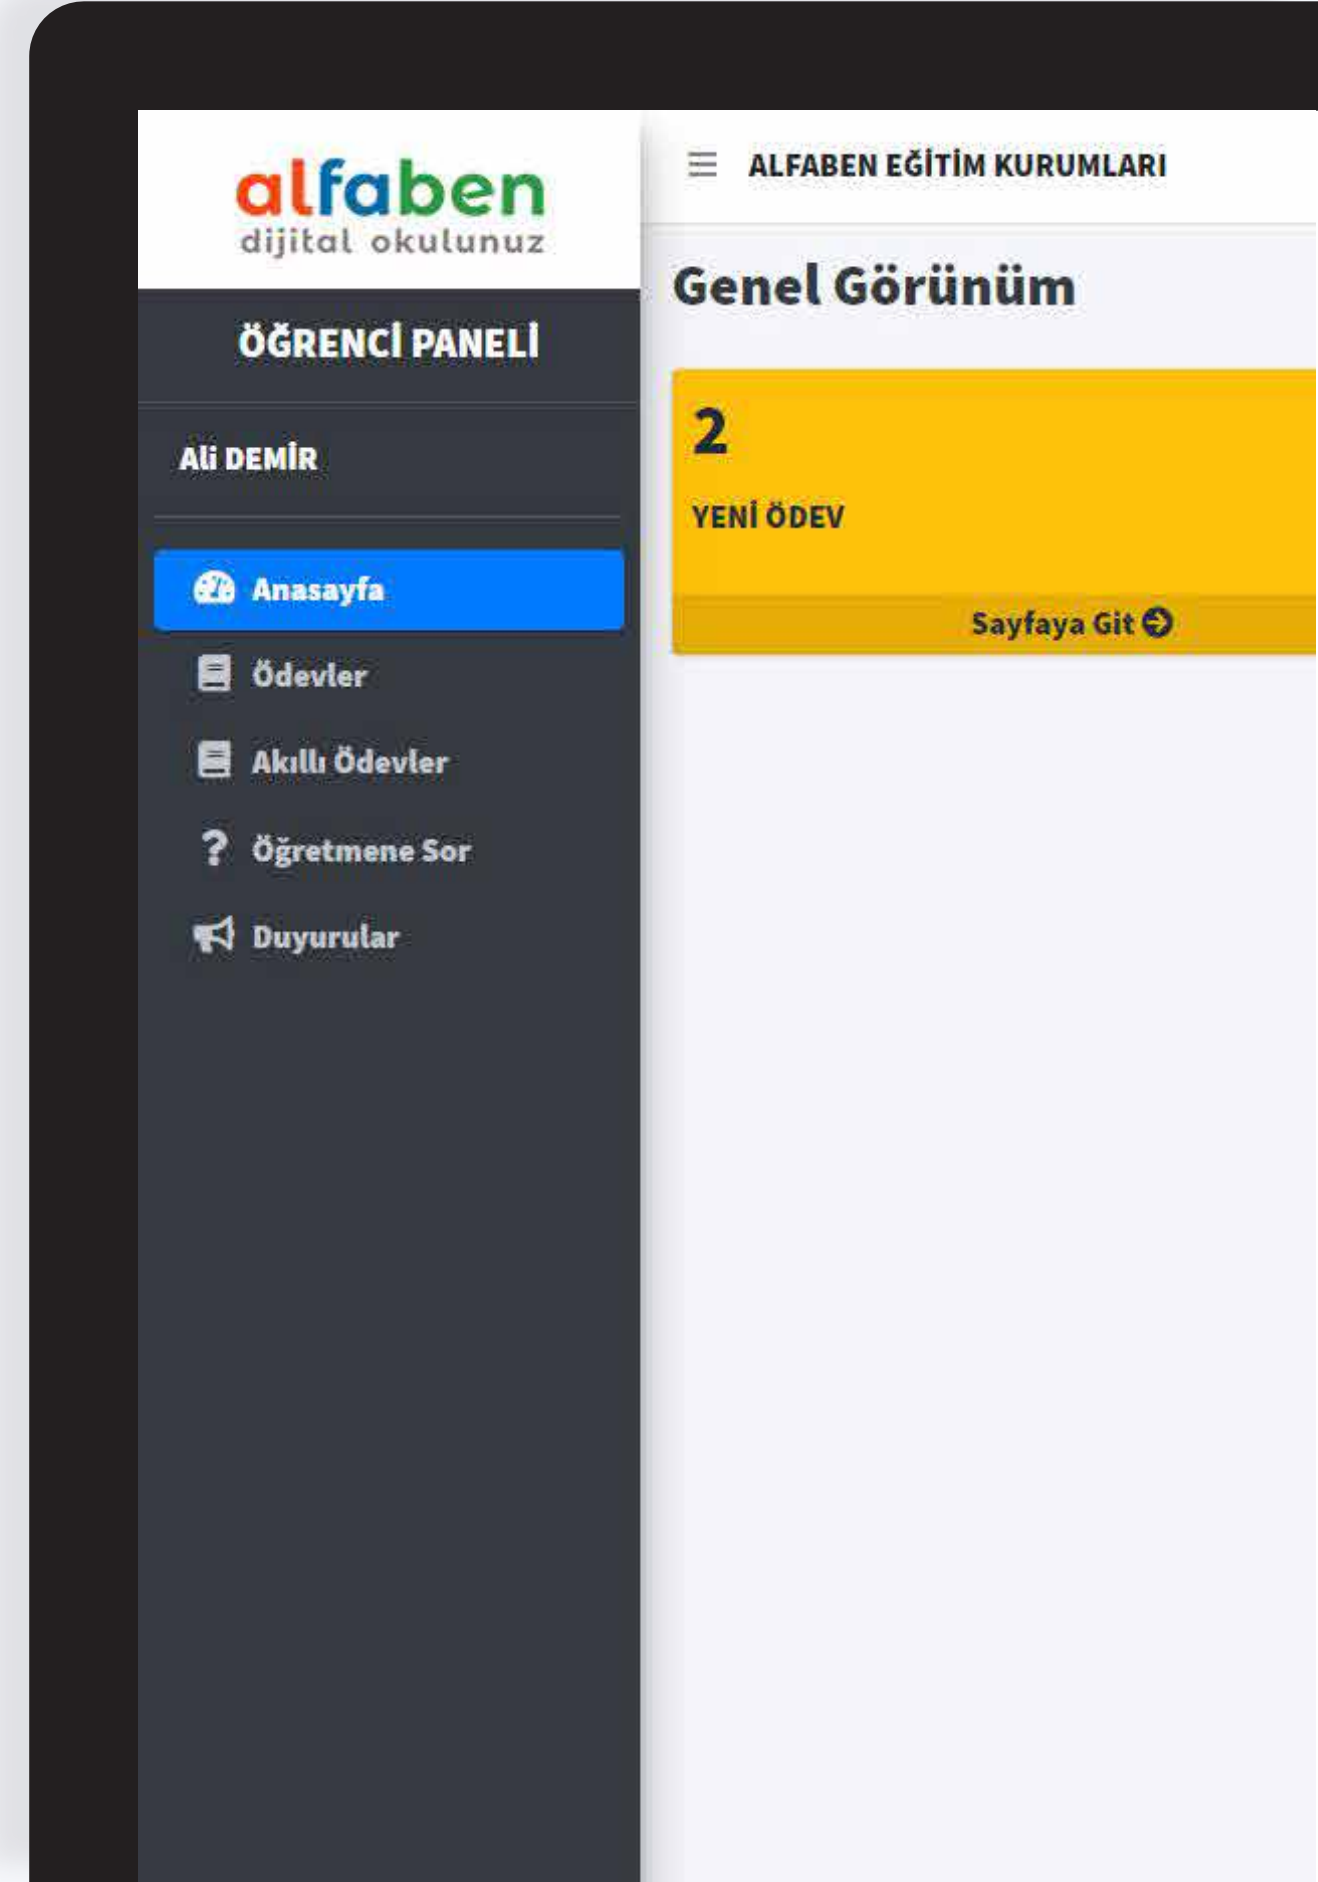 alfaben
dijital okulunuz
ÖĞRENCİ PANELİ
Ali DEMİR
Anasayfa
Ödevler
Akıllı Ödevler
Öğretmene Sor
Duyurular
ALFABEN EĞİTİM KURUMLARI
Genel Görünüm
2
YENİ ÖDEV
Sayfaya Git